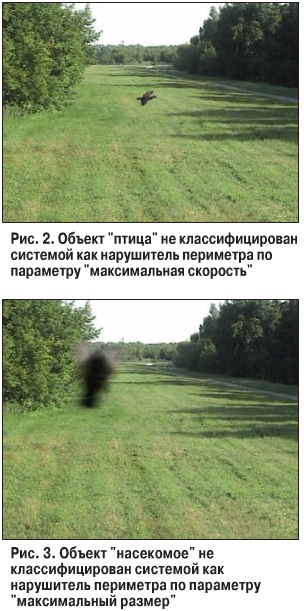 Рис. 2. Объект "птица" не классифицирован
системой как нарушитель периметра по
параметру "максимальная скорость"
Рис. 3. Объект "насекомое" не
классифицирован системой как
нарушитель периметра по параметру
"максимальный размер"